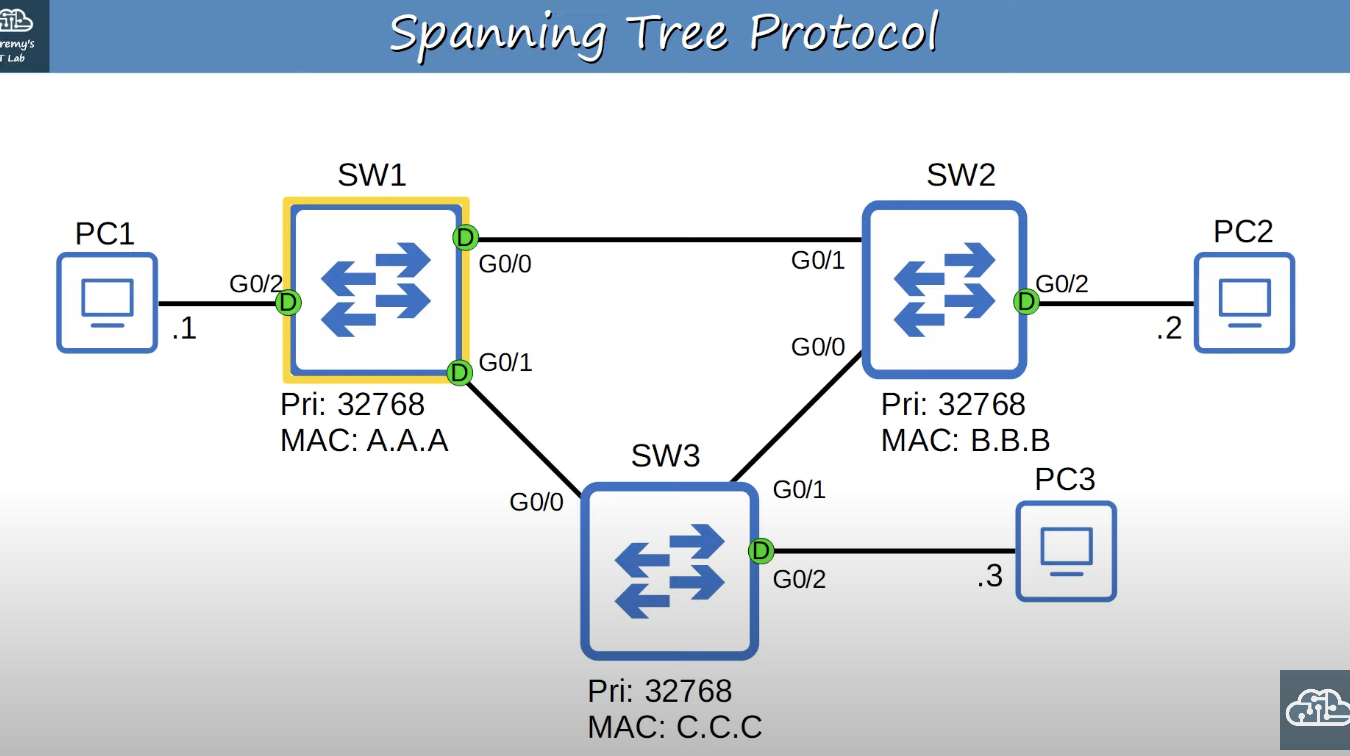 Spanning Tree Protocol
remy's
T Lab
SW1
SW2
PC1
PC2
D
G0/0
G0/1
G0/2
D
D
G0/2
.1
.2
G0/1
D
G0/0
Pri: 32768
MAC: A.A.A
Pri: 32768
MAC: B.B.B
SW3
PC3
G0/0
G0/1
D
G0/2
.3
Pri: 32768
MAC: C.C.C